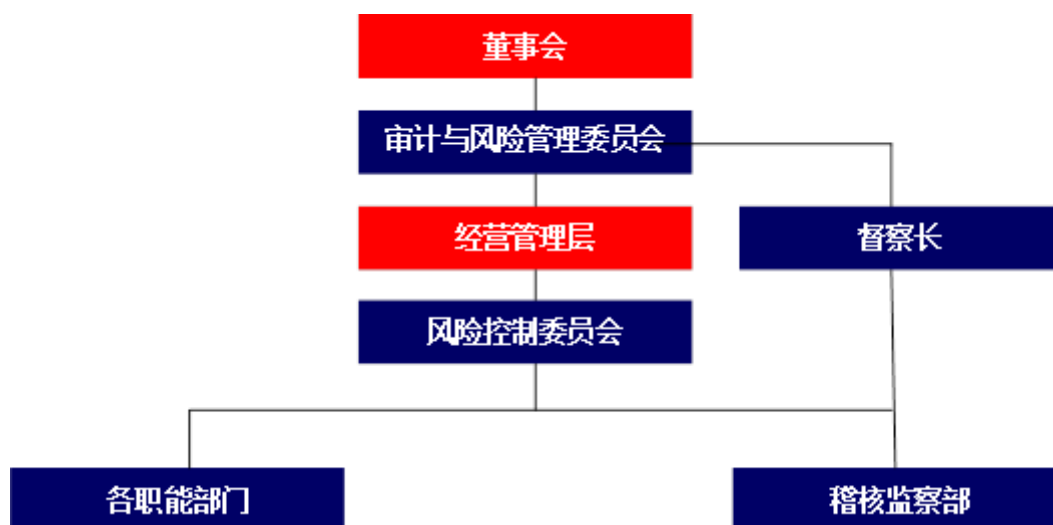 董事会
审计与风险管理委员会
经营管理层
督察长
风险控制委员会
各职能部门
稽核监察部